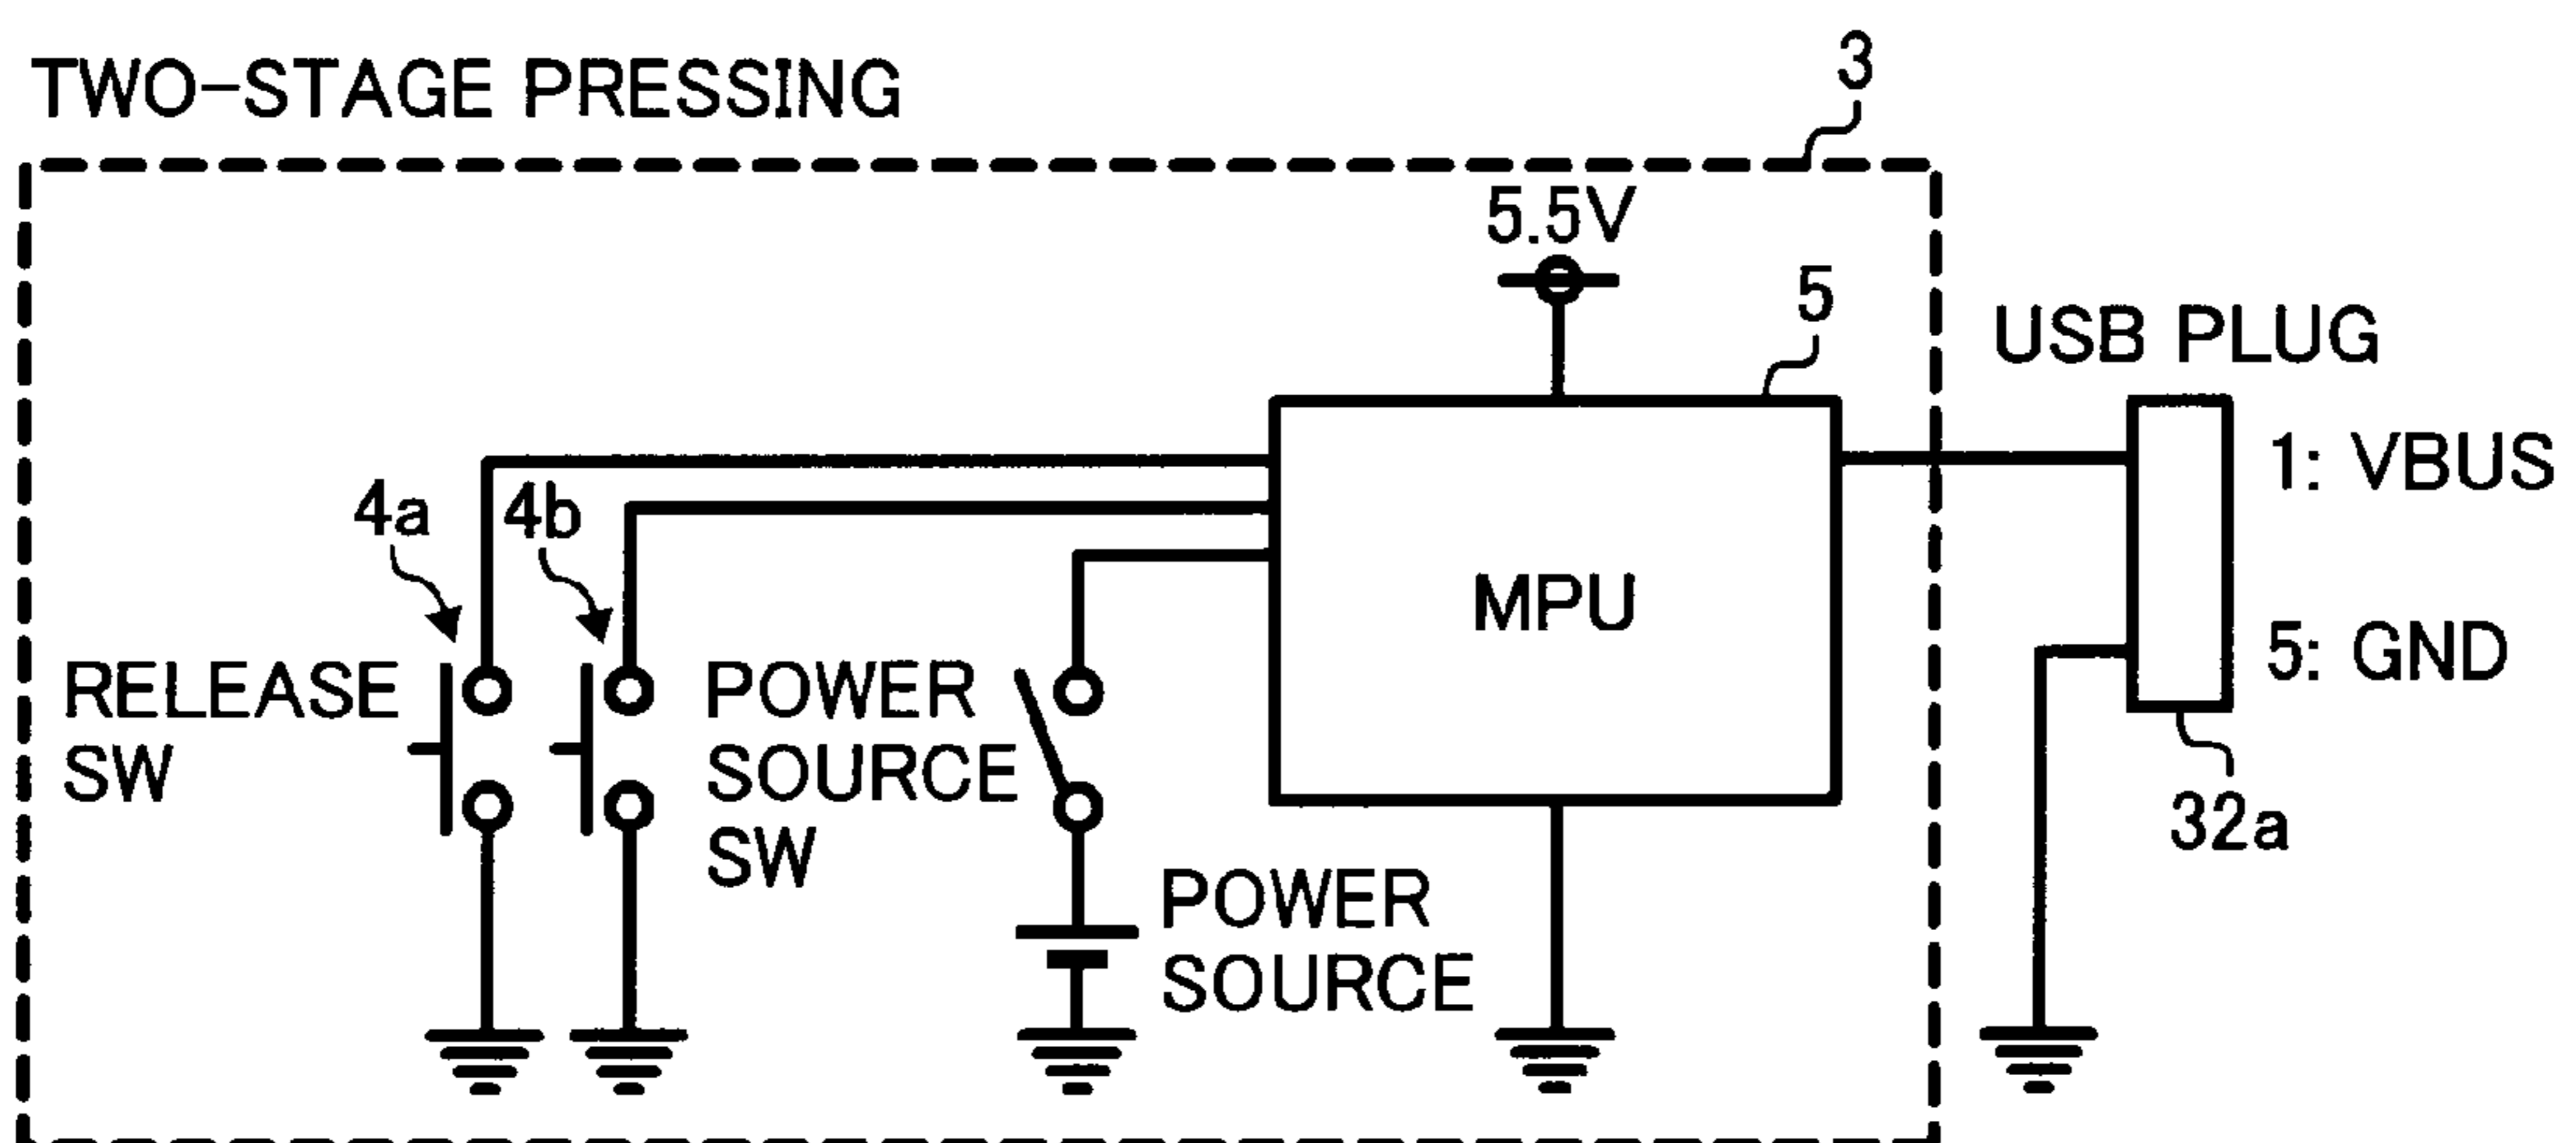 TWO-STAGE PRESSING
3
5.5V
5
USB PLUG
1: VBUS
4a
4b
MPU
5: GND
RELEASE
SW
POWER
SOURCE
SW
32a
POWER
SOURCE